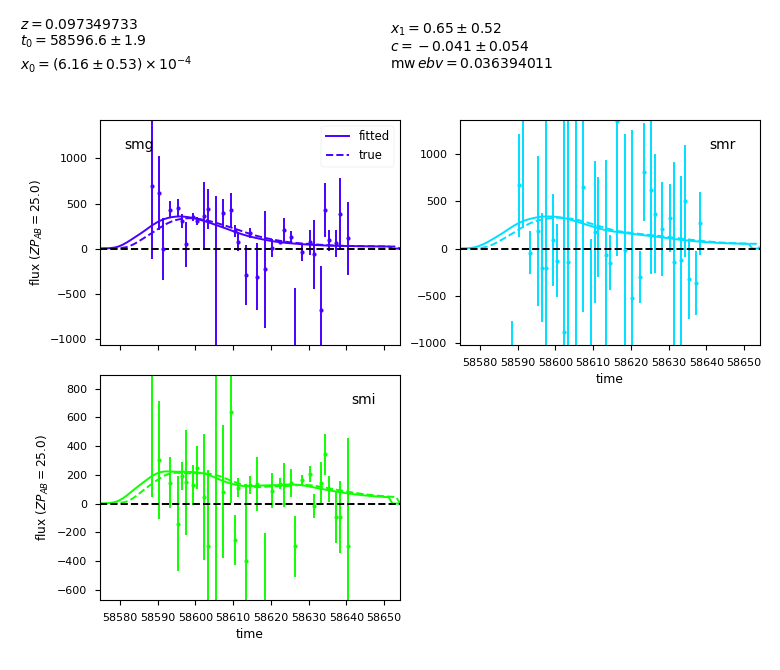 z = 0.097349733
t₀ = 58596.6 ± 1.9
x₀ = (6.16 ± 0.53) × 10⁻⁴
x₁ = 0.65 ± 0.52
c = −0.041 ± 0.054
mw ebv = 0.036394011
smg
fitted
true
1000
500
0
−500
−1000
flux (ZP_AB = 25.0)
smr
1000
500
0
−500
−1000
58580 58590 58600 58610 58620 58630 58640 58650
time
smi
800
600
400
200
0
−200
−400
−600
flux (ZP_AB = 25.0)
58580 58590 58600 58610 58620 58630 58640 58650
time